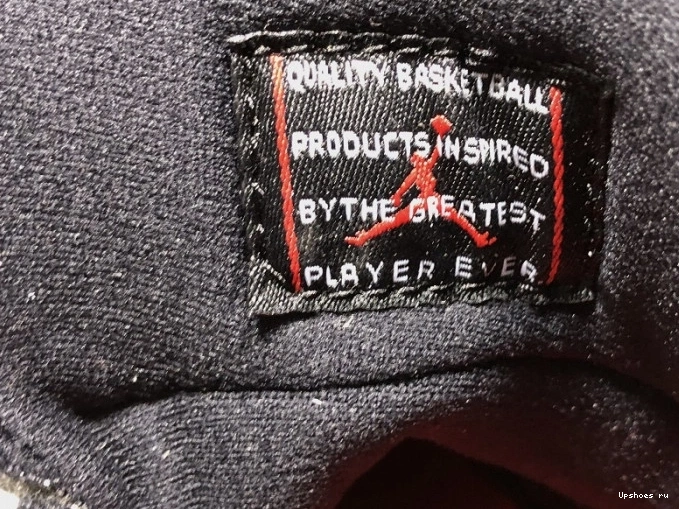 QUALITY BASKETBALL
PRODUCTS INSPIRED
BY THE GREATEST
PLAYER EVER
Upshoes ru